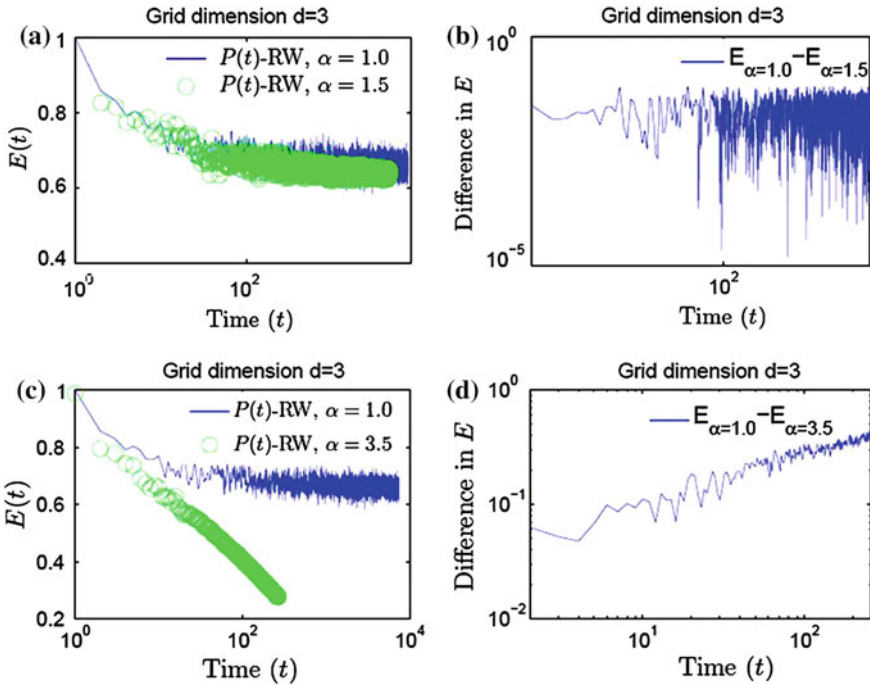 Grid dimension d=3
(a)
P(t)-RW, α = 1.0
P(t)-RW, α = 1.5
E(t)
1
0.8
0.6
0.4
10^0
10^2
Time (t)
Grid dimension d=3
(b)
E_{α=1.0}−E_{α=1.5}
Difference in E
10^0
10^{-5}
10^2
Time (t)
Grid dimension d=3
(c)
P(t)-RW, α = 1.0
P(t)-RW, α = 3.5
E(t)
1
0.8
0.6
0.4
0.2
10^0
10^2
10^4
Time (t)
Grid dimension d=3
(d)
E_{α=1.0}−E_{α=3.5}
Difference in E
10^0
10^{-1}
10^{-2}
10^1
10^2
Time (t)